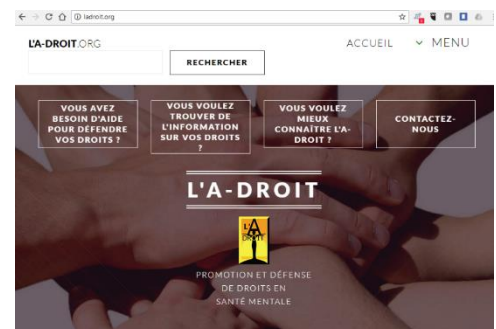 ladroit.org
L'A-DROIT.ORG
ACCUEIL
MENU
RECHERCHER
VOUS AVEZ
BESOIN D'AIDE
POUR DÉFENDRE
VOS DROITS ?
VOUS VOULEZ
TROUVER DE
L'INFORMATION
SUR VOS DROITS
?
VOUS VOULEZ
MIEUX
CONNAÎTRE L'A-
DROIT ?
CONTACTEZ-
NOUS
L'A-DROIT
L'A
DROIT
PROMOTION ET DÉFENSE
DE DROITS EN
SANTÉ MENTALE